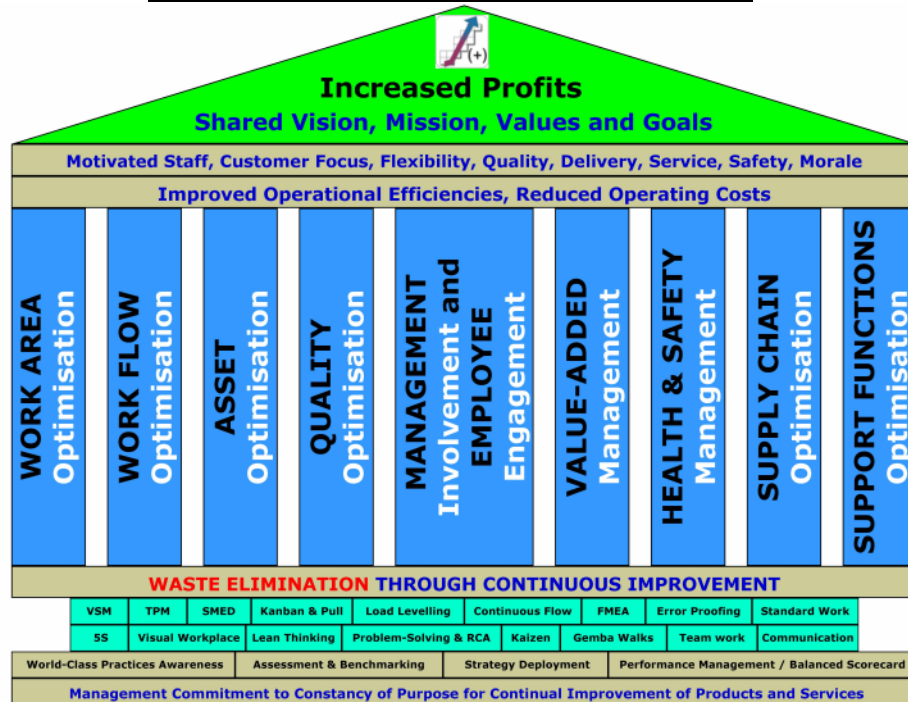 (+)
Increased Profits
Shared Vision, Mission, Values and Goals
Motivated Staff, Customer Focus, Flexibility, Quality, Delivery, Service, Safety, Morale
Improved Operational Efficiencies, Reduced Operating Costs
WORK AREA
Optimisation
WORK FLOW
Optimisation
ASSET
Optimisation
QUALITY
Optimisation
MANAGEMENT
Involvement and
EMPLOYEE
Engagement
VALUE-ADDED
Management
HEALTH & SAFETY
Management
SUPPLY CHAIN
Optimisation
SUPPORT FUNCTIONS
Optimisation
WASTE ELIMINATION THROUGH CONTINUOUS IMPROVEMENT
VSM TPM SMED Kanban & Pull Load Levelling Continuous Flow FMEA Error Proofing Standard Work
5S Visual Workplace Lean Thinking Problem-Solving & RCA Kaizen Gemba Walks Team work Communication
World-Class Practices Awareness Assessment & Benchmarking Strategy Deployment Performance Management / Balanced Scorecard
Management Commitment to Constancy of Purpose for Continual Improvement of Products and Services